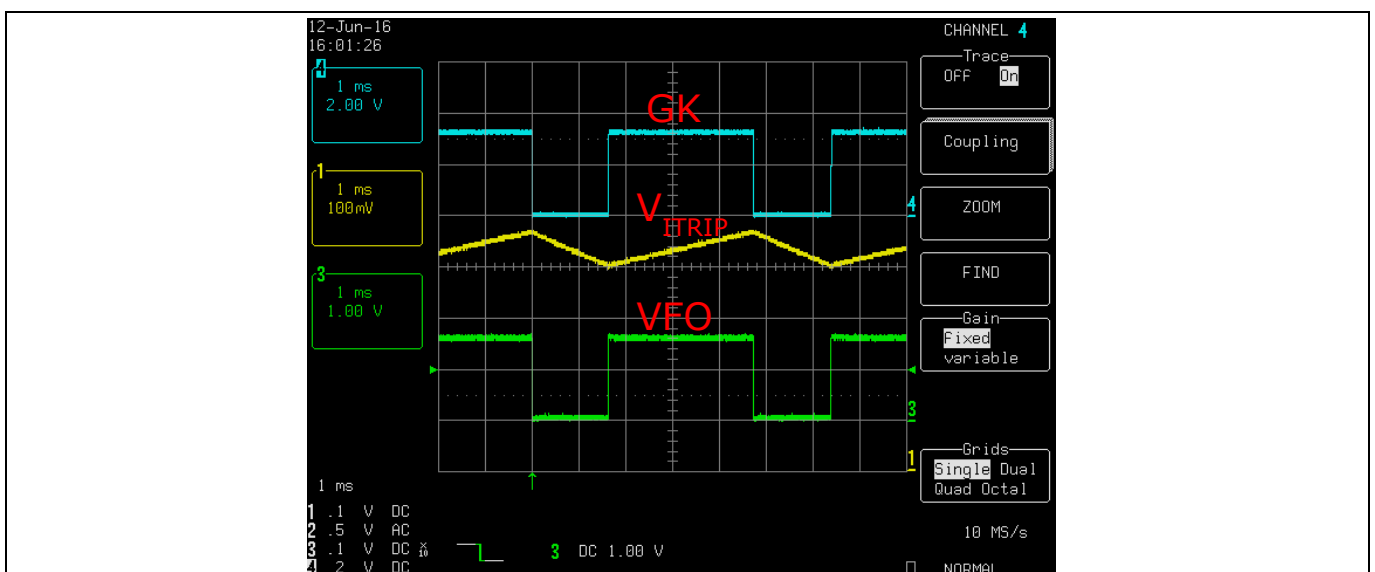 12-Jun-16
16:01:26
4
1 ms
2.00 V
1
1 ms
100mV
3
1 ms
1.00 V
GK
VITRIP
VFO
4
3
1
CHANNEL 4
Trace
OFF On
Coupling
ZOOM
FIND
Gain
Fixed
variable
Grids
Single Dual
Quad Octal
1 ms
1 .1 V DC
2 .5 V AC
3 .1 V DC X10
4 2 V DC
3 DC 1.00 V
10 MS/s
NORMAL